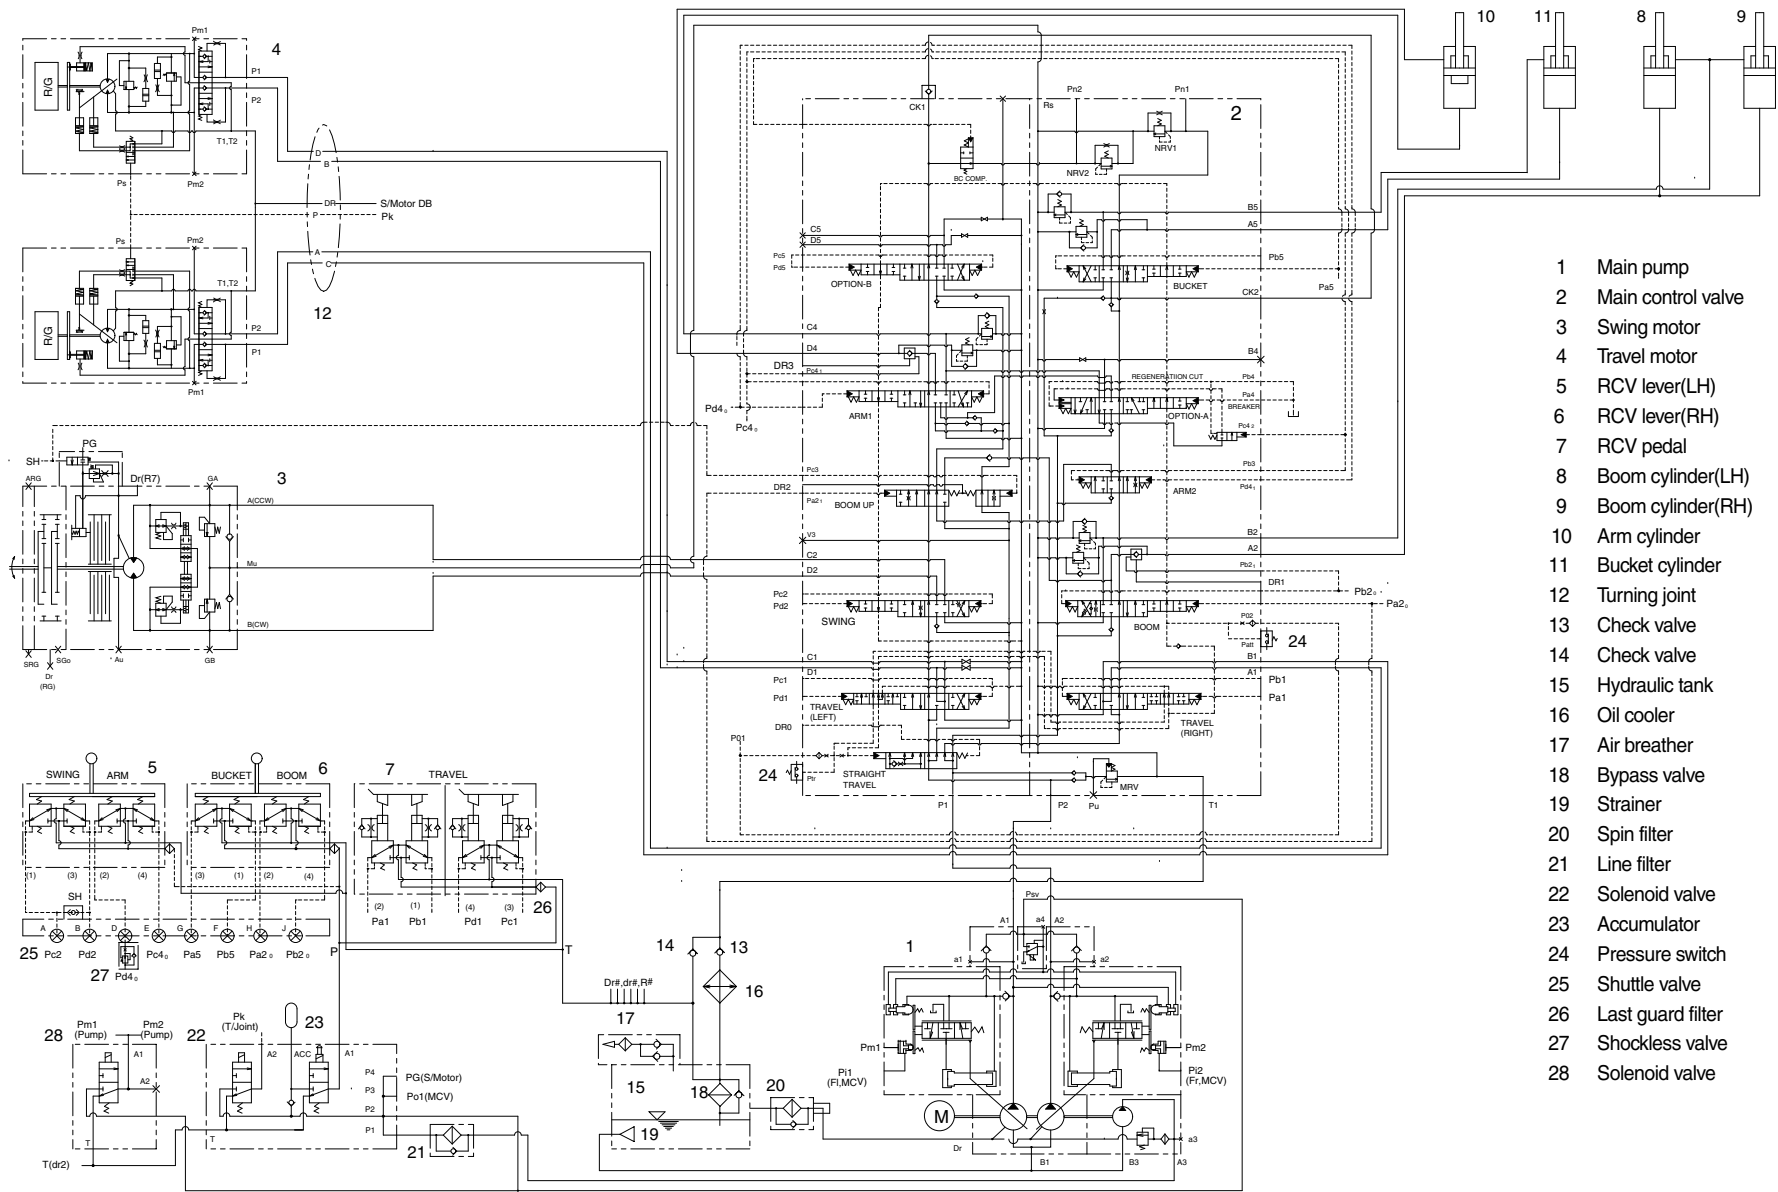 Pm1
4
R/G
P1
P2
T1,T2
Ps
Pm2
D
B
DR
S/Motor DB
P
Pk
A
C
12
Ps
Pm2
T1,T2
R/G
P2
P1
Pm1
10
11
8
9
CK1
Rs
Pn2
Pn1
2
NRV1
NRV2
BC COMP.
C5
D5
Pc5
Pd5
OPTION-B
B5
A5
Pb5
BUCKET
Pa5
CK2
C4
D4
DR3
Pc4₁
Pd4₀
Pc4₀
ARM1
B4
REGENERATIION CUT
Pb4
Pa4
BREAKER
OPTION-A
Pc4₂
Pc3
DR2
Pa2₁
BOOM UP
Pb3
ARM2
Pd4₁
V3
C2
D2
Pc2
Pd2
SWING
B2
A2
Pb2₁
DR1
Pb2₀
Pa2₀
BOOM
P02
Patt
24
C1
D1
Pc1
Pd1
TRAVEL
(LEFT)
DR0
B1
A1
Pb1
Pa1
TRAVEL
(RIGHT)
P01
24
Ptr
STRAIGHT
TRAVEL
MRV
P1
P2
Pu
T1
PG
SH
ARG
Dr(R7)
GA
3
A(CCW)
Mu
B(CW)
SRG
SGo
Dr
(RG)
Au
GB
SWING
ARM
5
BUCKET
BOOM
6
7
TRAVEL
(1)
(3)
(2)
(4)
(3)
(1)
(2)
(4)
(2)
(1)
(4)
(3)
Pa1
Pb1
Pd1
Pc1
26
SH
A
B
D
E
G
F
H
J
25
Pc2
Pd2
Pc4₀
Pa5
Pb5
Pa2₀
Pb2₀
P
T
27
Pd4₀
28
Pm1
(Pump)
Pm2
(Pump)
A1
A2
T
T(dr2)
22
Pk
(T/Joint)
23
A2
ACC
A1
P4
P3
P2
P1
PG(S/Motor)
Po1(MCV)
T
21
14
13
16
Dr#,dr#,R#
17
15
18
19
20
1
Psv
A1
a4
A2
a1
a2
Pm1
Pm2
Pi1
(Fl,MCV)
Pi2
(Fr,MCV)
M
Dr
B1
B3
A3
a3
1 Main pump
2 Main control valve
3 Swing motor
4 Travel motor
5 RCV lever(LH)
6 RCV lever(RH)
7 RCV pedal
8 Boom cylinder(LH)
9 Boom cylinder(RH)
10 Arm cylinder
11 Bucket cylinder
12 Turning joint
13 Check valve
14 Check valve
15 Hydraulic tank
16 Oil cooler
17 Air breather
18 Bypass valve
19 Strainer
20 Spin filter
21 Line filter
22 Solenoid valve
23 Accumulator
24 Pressure switch
25 Shuttle valve
26 Last guard filter
27 Shockless valve
28 Solenoid valve